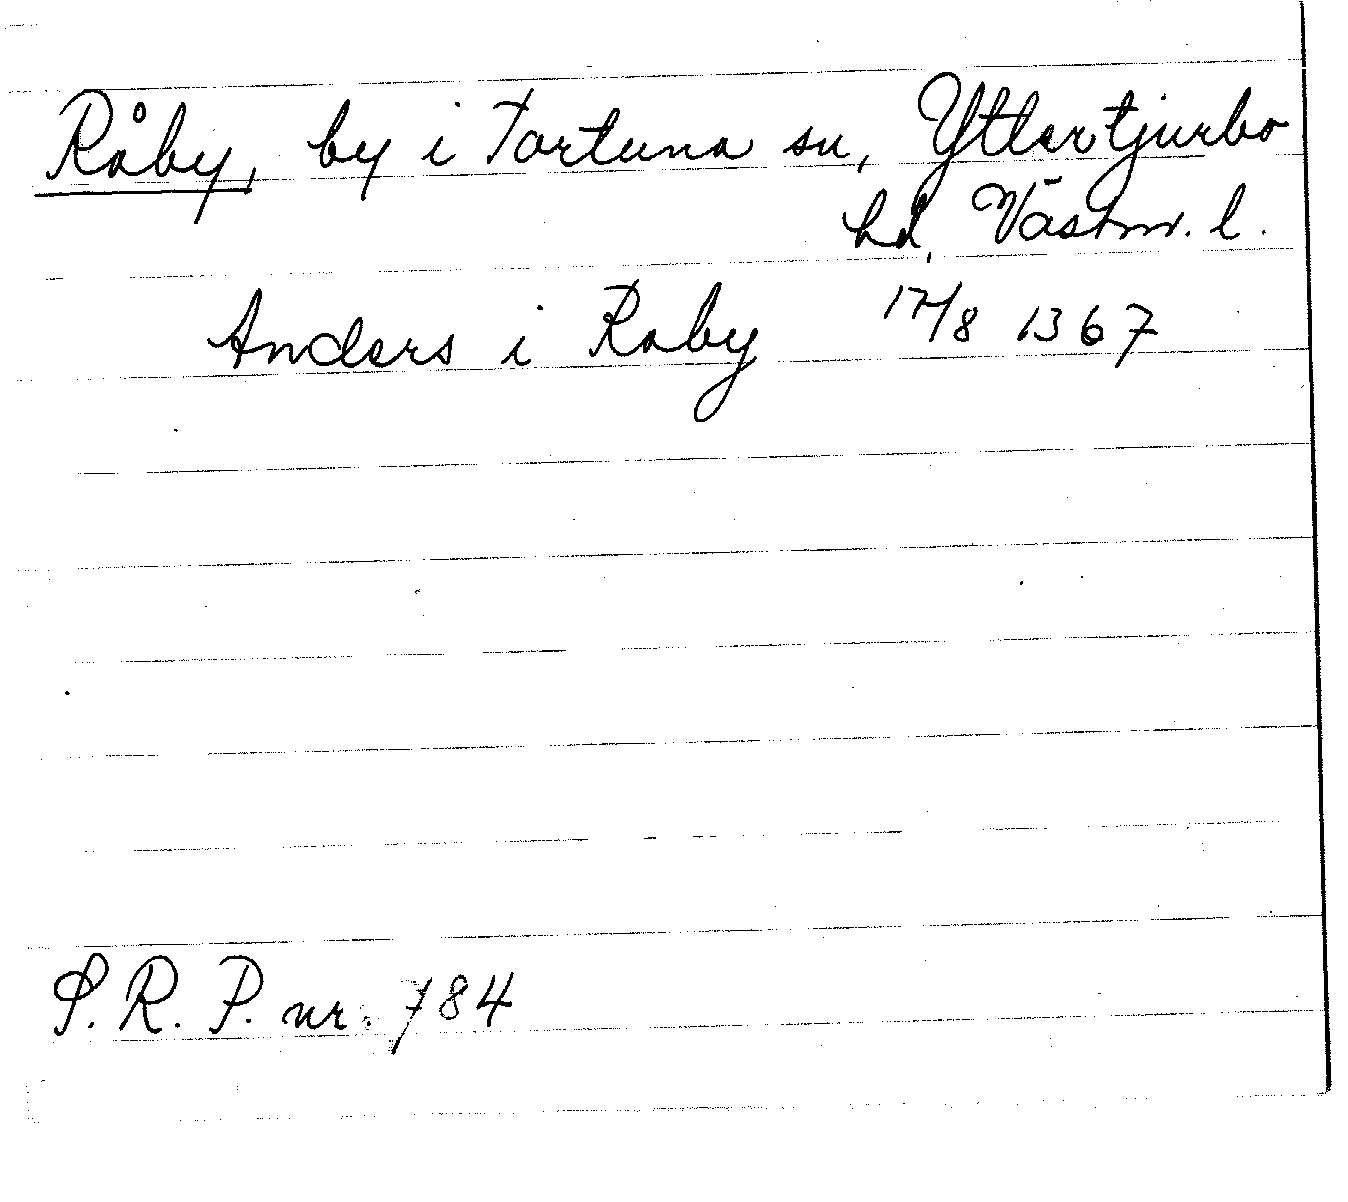 Råby, by i Tortuna sn, Yttertjurbo
hd, Västm. l.
Anders i Raby 17/8 1367
S. R. P. nr. 784